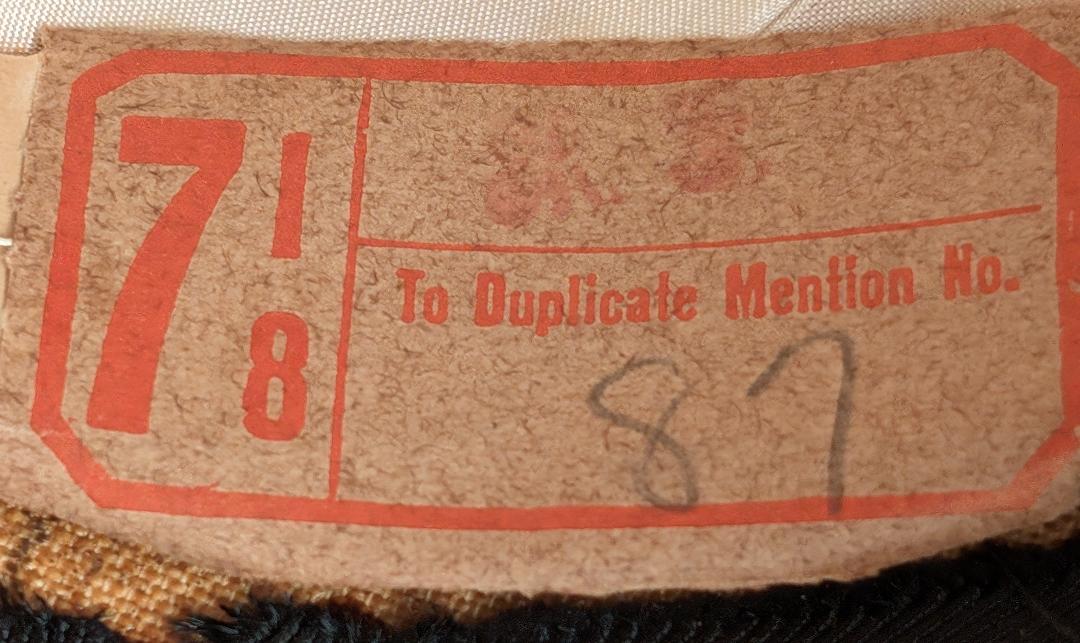 7 1/8
To Duplicate Mention No.
87